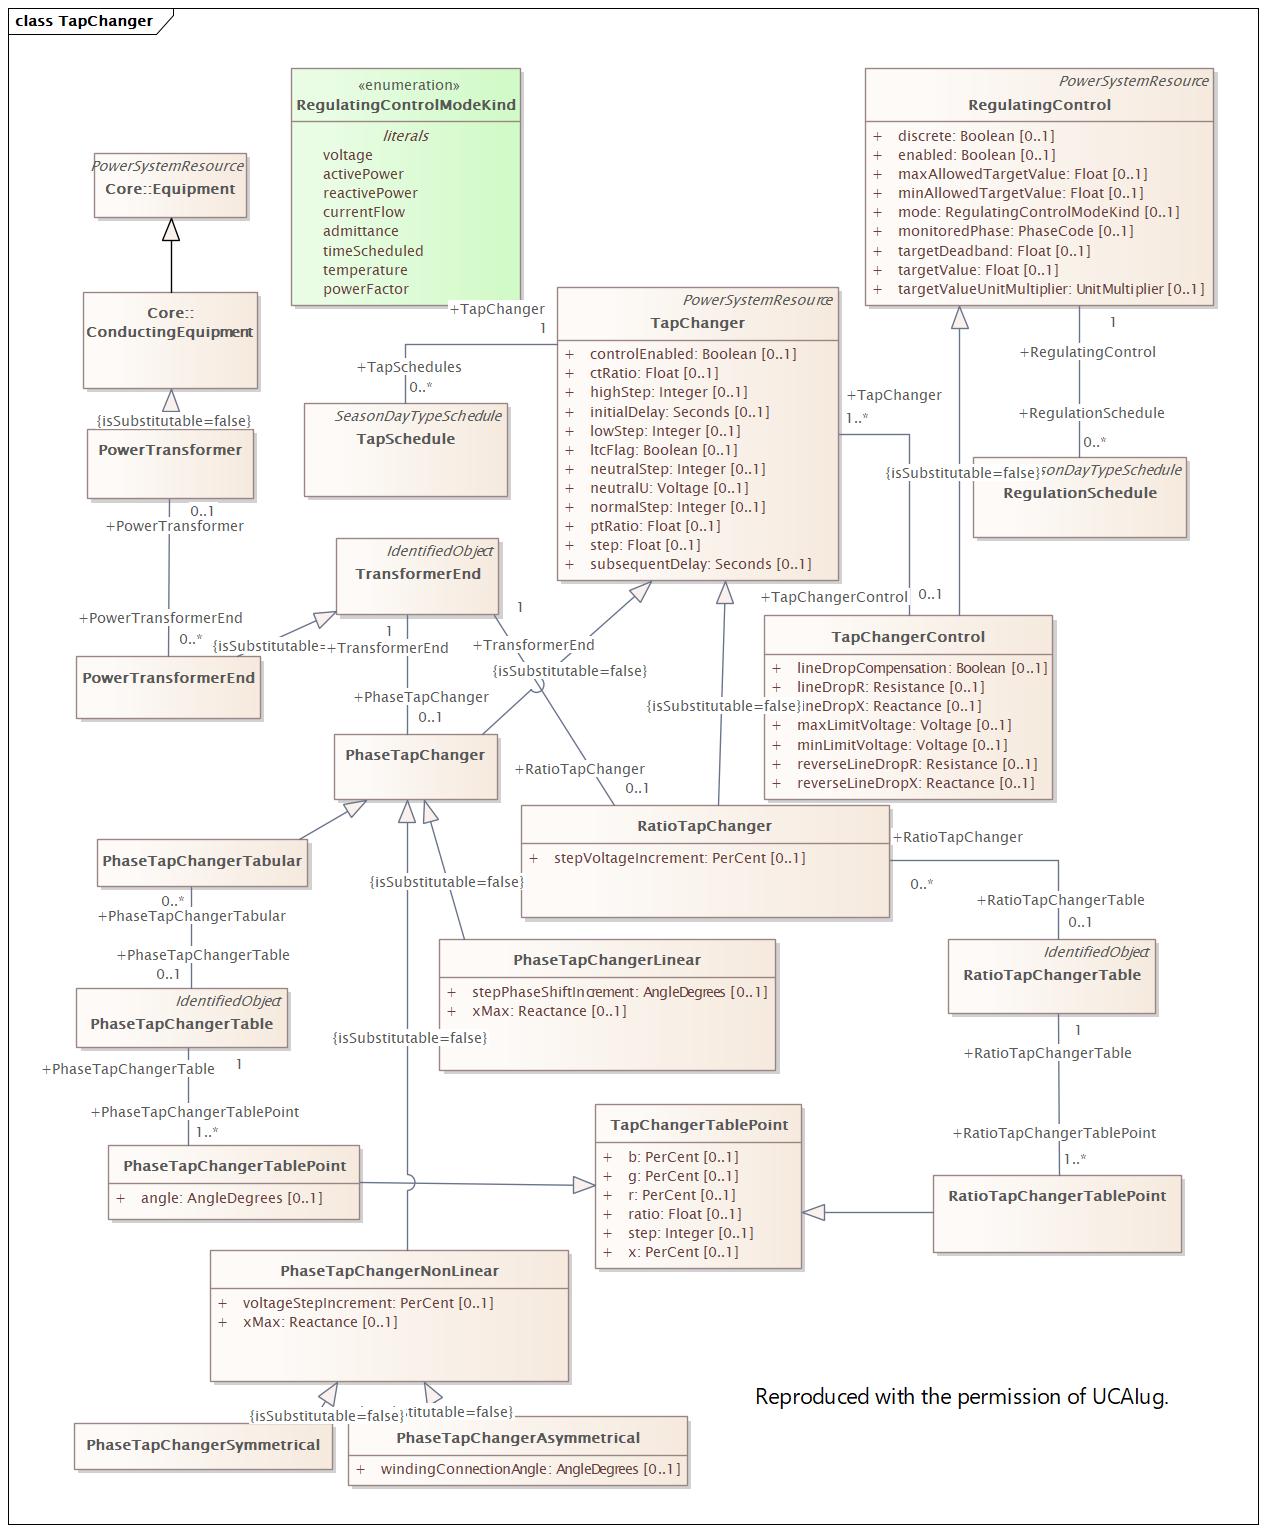 class TapChanger
«enumeration»
RegulatingControlModeKind
literals
voltage
activePower
reactivePower
currentFlow
admittance
timeScheduled
temperature
powerFactor
PowerSystemResource
RegulatingControl
+ discrete: Boolean [0..1]
+ enabled: Boolean [0..1]
+ maxAllowedTargetValue: Float [0..1]
+ minAllowedTargetValue: Float [0..1]
+ mode: RegulatingControlModeKind [0..1]
+ monitoredPhase: PhaseCode [0..1]
+ targetDeadband: Float [0..1]
+ targetValue: Float [0..1]
+ targetValueUnitMultiplier: UnitMultiplier [0..1]
PowerSystemResource
Core::Equipment
Core::
ConductingEquipment
{isSubstitutable=false}
PowerTransformer
0..1
+PowerTransformer
+PowerTransformerEnd
0..*
PowerTransformerEnd
+TapChanger
1
+TapSchedules
0..*
SeasonDayTypeSchedule
TapSchedule
PowerSystemResource
TapChanger
+ controlEnabled: Boolean [0..1]
+ ctRatio: Float [0..1]
+ highStep: Integer [0..1]
+ initialDelay: Seconds [0..1]
+ lowStep: Integer [0..1]
+ ltcFlag: Boolean [0..1]
+ neutralStep: Integer [0..1]
+ neutralU: Voltage [0..1]
+ normalStep: Integer [0..1]
+ ptRatio: Float [0..1]
+ step: Float [0..1]
+ subsequentDelay: Seconds [0..1]
+TapChanger
1..*
1
+RegulatingControl
+RegulationSchedule
0..*
{isSubstitutable=false}
sonDayTypeSchedule
RegulationSchedule
+TapChangerControl
0..1
TapChangerControl
+ lineDropCompensation: Boolean [0..1]
+ lineDropR: Resistance [0..1]
+ ineDropX: Reactance [0..1]
+ maxLimitVoltage: Voltage [0..1]
+ minLimitVoltage: Voltage [0..1]
+ reverseLineDropR: Resistance [0..1]
+ reverseLineDropX: Reactance [0..1]
IdentifiedObject
TransformerEnd
{isSubstitutable=
1
+TransformerEnd
+PhaseTapChanger
0..1
1
+TransformerEnd
{isSubstitutable=false}
{isSubstitutable=false}
+RatioTapChanger
0..1
PhaseTapChanger
RatioTapChanger
+ stepVoltageIncrement: PerCent [0..1]
+RatioTapChanger
0..*
+RatioTapChangerTable
0..1
IdentifiedObject
RatioTapChangerTable
1
+RatioTapChangerTable
+RatioTapChangerTablePoint
1..*
RatioTapChangerTablePoint
PhaseTapChangerTabular
0..*
+PhaseTapChangerTabular
+PhaseTapChangerTable
0..1
IdentifiedObject
PhaseTapChangerTable
+PhaseTapChangerTable
1
+PhaseTapChangerTablePoint
1..*
PhaseTapChangerTablePoint
+ angle: AngleDegrees [0..1]
{isSubstitutable=false}
PhaseTapChangerLinear
+ stepPhaseShiftIncrement: AngleDegrees [0..1]
+ xMax: Reactance [0..1]
{isSubstitutable=false}
TapChangerTablePoint
+ b: PerCent [0..1]
+ g: PerCent [0..1]
+ r: PerCent [0..1]
+ ratio: Float [0..1]
+ step: Integer [0..1]
+ x: PerCent [0..1]
PhaseTapChangerNonLinear
+ voltageStepIncrement: PerCent [0..1]
+ xMax: Reactance [0..1]
{isSubstitutable=false}
titutable=false}
PhaseTapChangerSymmetrical
PhaseTapChangerAsymmetrical
+ windingConnectionAngle: AngleDegrees [0..1]
Reproduced with the permission of UCAIug.